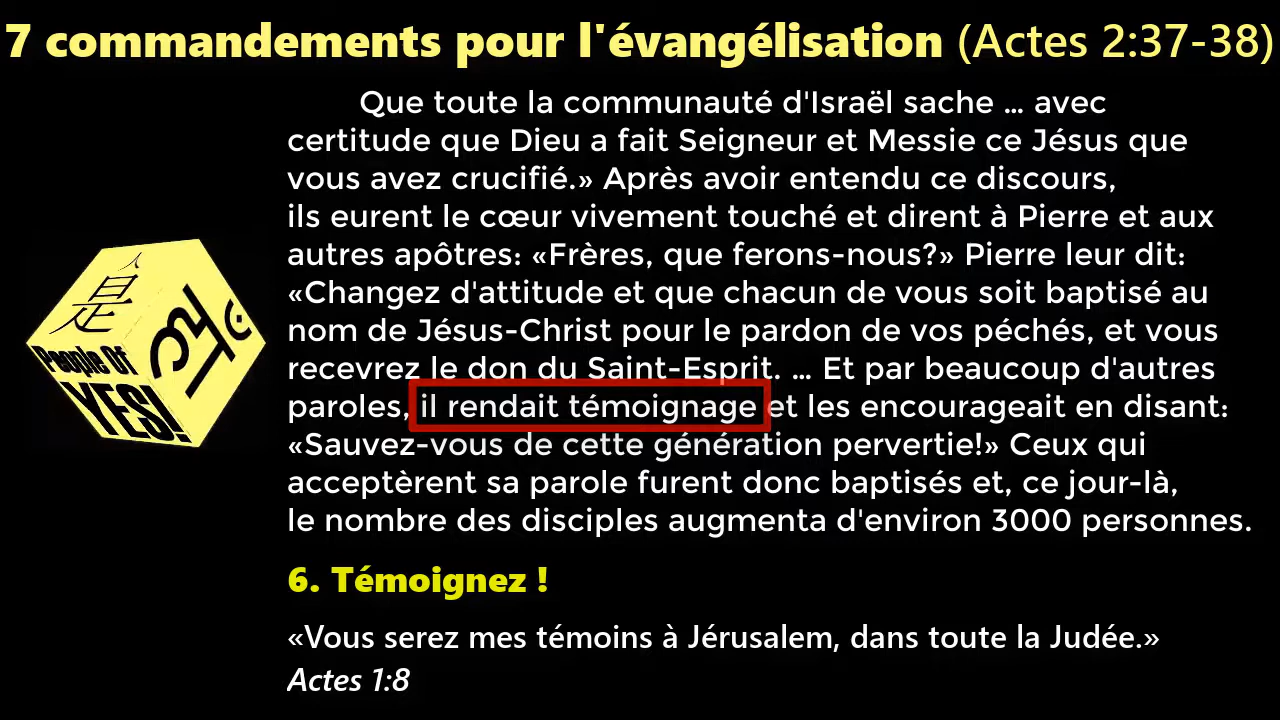 7 commandements pour l'évangélisation (Actes 2:37-38)
Que toute la communauté d'Israël sache … avec
certitude que Dieu a fait Seigneur et Messie ce Jésus que
vous avez crucifié.» Après avoir entendu ce discours,
ils eurent le cœur vivement touché et dirent à Pierre et aux
autres apôtres: «Frères, que ferons-nous?» Pierre leur dit:
«Changez d'attitude et que chacun de vous soit baptisé au
nom de Jésus-Christ pour le pardon de vos péchés, et vous
recevrez le don du Saint-Esprit. … Et par beaucoup d'autres
paroles, il rendait témoignage et les encourageait en disant:
«Sauvez-vous de cette génération pervertie!» Ceux qui
acceptèrent sa parole furent donc baptisés et, ce jour-là,
le nombre des disciples augmenta d'environ 3000 personnes.
是
People Of
YES!
6. Témoignez !
«Vous serez mes témoins à Jérusalem, dans toute la Judée.»
Actes 1:8